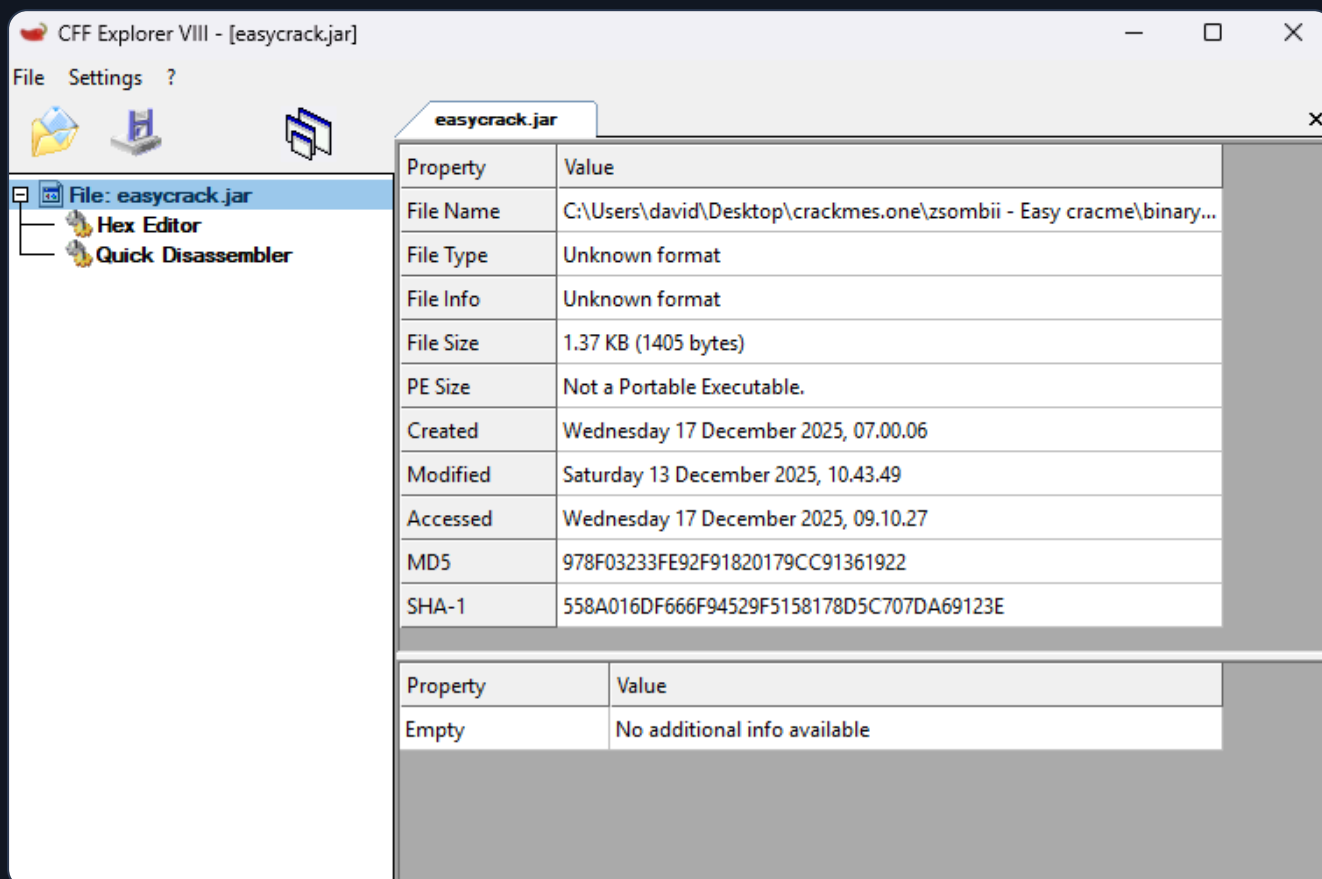 CFF Explorer VIII - [easycrack.jar]
File Settings ?
easycrack.jar
File: easycrack.jar
Hex Editor
Quick Disassembler
Property Value
File Name C:\Users\david\Desktop\crackmes.one\zsombii - Easy cracme\binary...
File Type Unknown format
File Info Unknown format
File Size 1.37 KB (1405 bytes)
PE Size Not a Portable Executable.
Created Wednesday 17 December 2025, 07.00.06
Modified Saturday 13 December 2025, 10.43.49
Accessed Wednesday 17 December 2025, 09.10.27
MD5 978F03233FE92F91820179CC91361922
SHA-1 558A016DF666F94529F5158178D5C707DA69123E
Property Value
Empty No additional info available